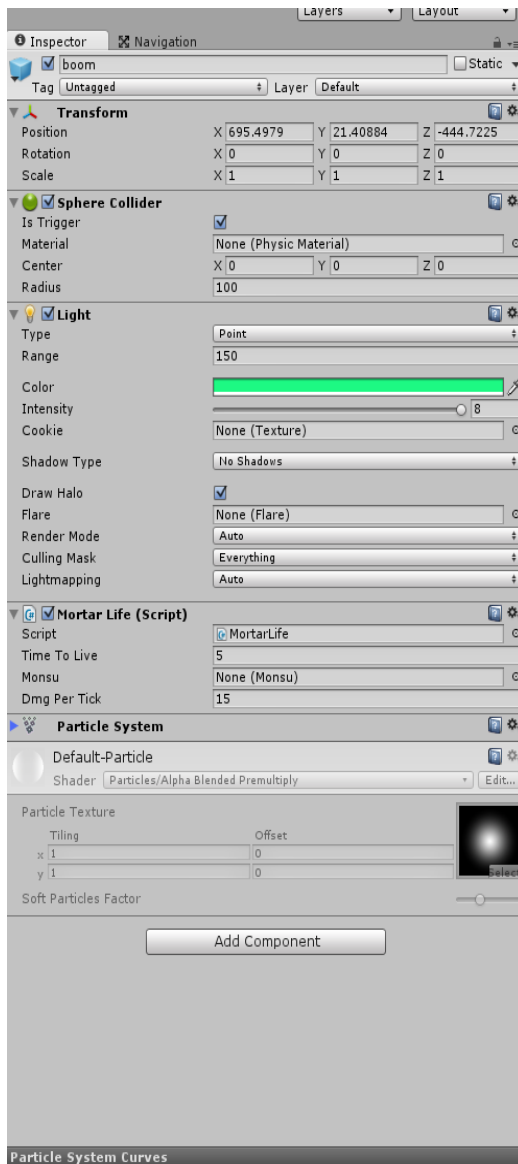 Layers Layout
Inspector Navigation
boom Static
Tag Untagged Layer Default
Transform
Position X 695.4979 Y 21.40884 Z -444.7225
Rotation X 0 Y 0 Z 0
Scale X 1 Y 1 Z 1
Sphere Collider
Is Trigger
Material None (Physic Material)
Center X 0 Y 0 Z 0
Radius 100
Light
Type Point
Range 150
Color
Intensity 8
Cookie None (Texture)
Shadow Type No Shadows
Draw Halo
Flare None (Flare)
Render Mode Auto
Culling Mask Everything
Lightmapping Auto
Mortar Life (Script)
Script MortarLife
Time To Live 5
Monsu None (Monsu)
Dmg Per Tick 15
Particle System
Default-Particle
Shader Particles/Alpha Blended Premultiply Edit...
Particle Texture
Tiling Offset
x 1 0
y 1 0 Select
Soft Particles Factor
Add Component
Particle System Curves